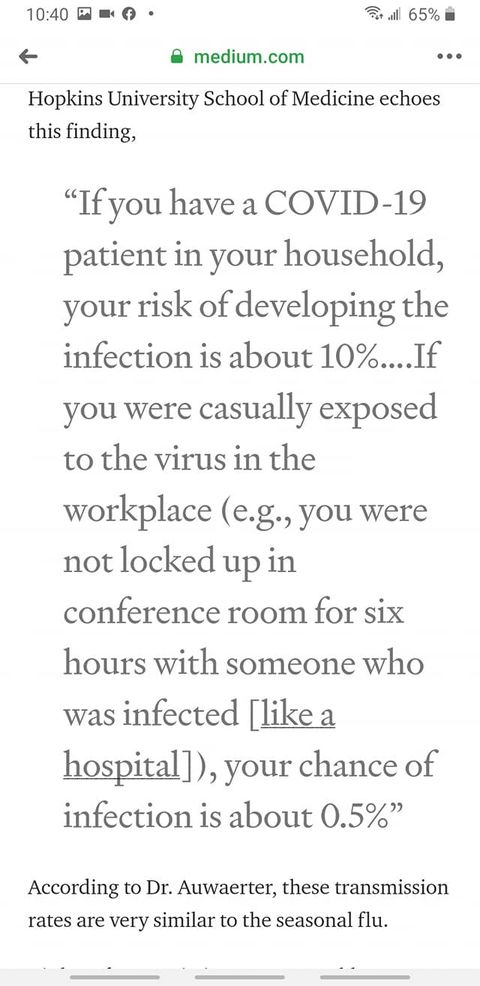 10:40
65%
medium.com
Hopkins University School of Medicine echoes
this finding,
“If you have a COVID-19
patient in your household,
your risk of developing the
infection is about 10%....If
you were casually exposed
to the virus in the
workplace (e.g., you were
not locked up in
conference room for six
hours with someone who
was infected [like a
hospital]), your chance of
infection is about 0.5%”
According to Dr. Auwaerter, these transmission
rates are very similar to the seasonal flu.